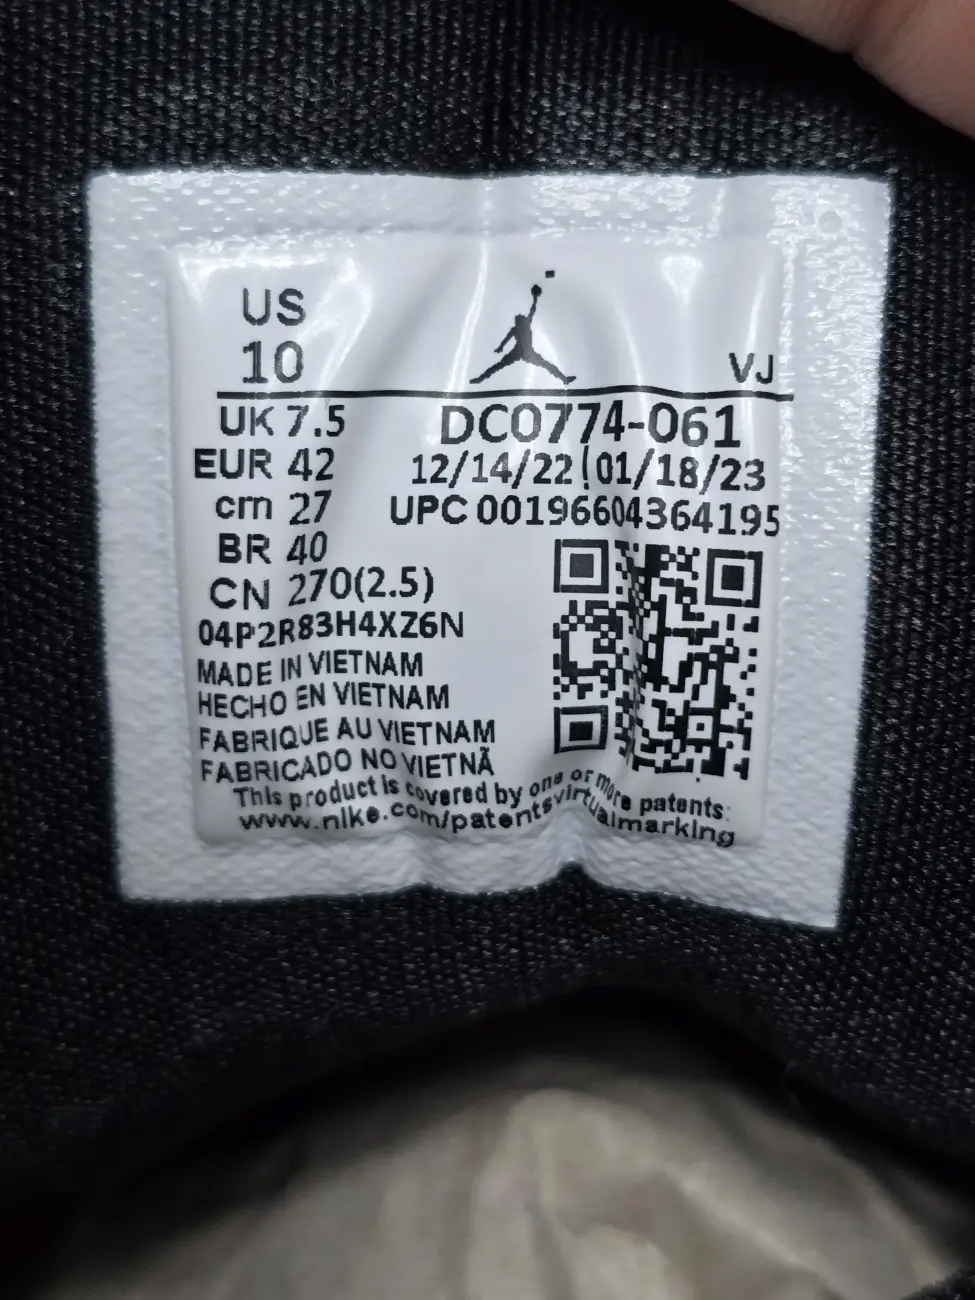 US
10
VJ
UK 7.5
DC0774-061
EUR 42
12/14/22|01/18/23
cm 27
UPC 00196604364195
BR 40
CN 270(2.5)
04P2R83H4XZ6N
MADE IN VIETNAM
HECHO EN VIETNAM
FABRIQUE AU VIETNAM
FABRICADO NO VIETNÃ
This product is covered by one or more patents:
www.nike.com/patentsvirtualmarking